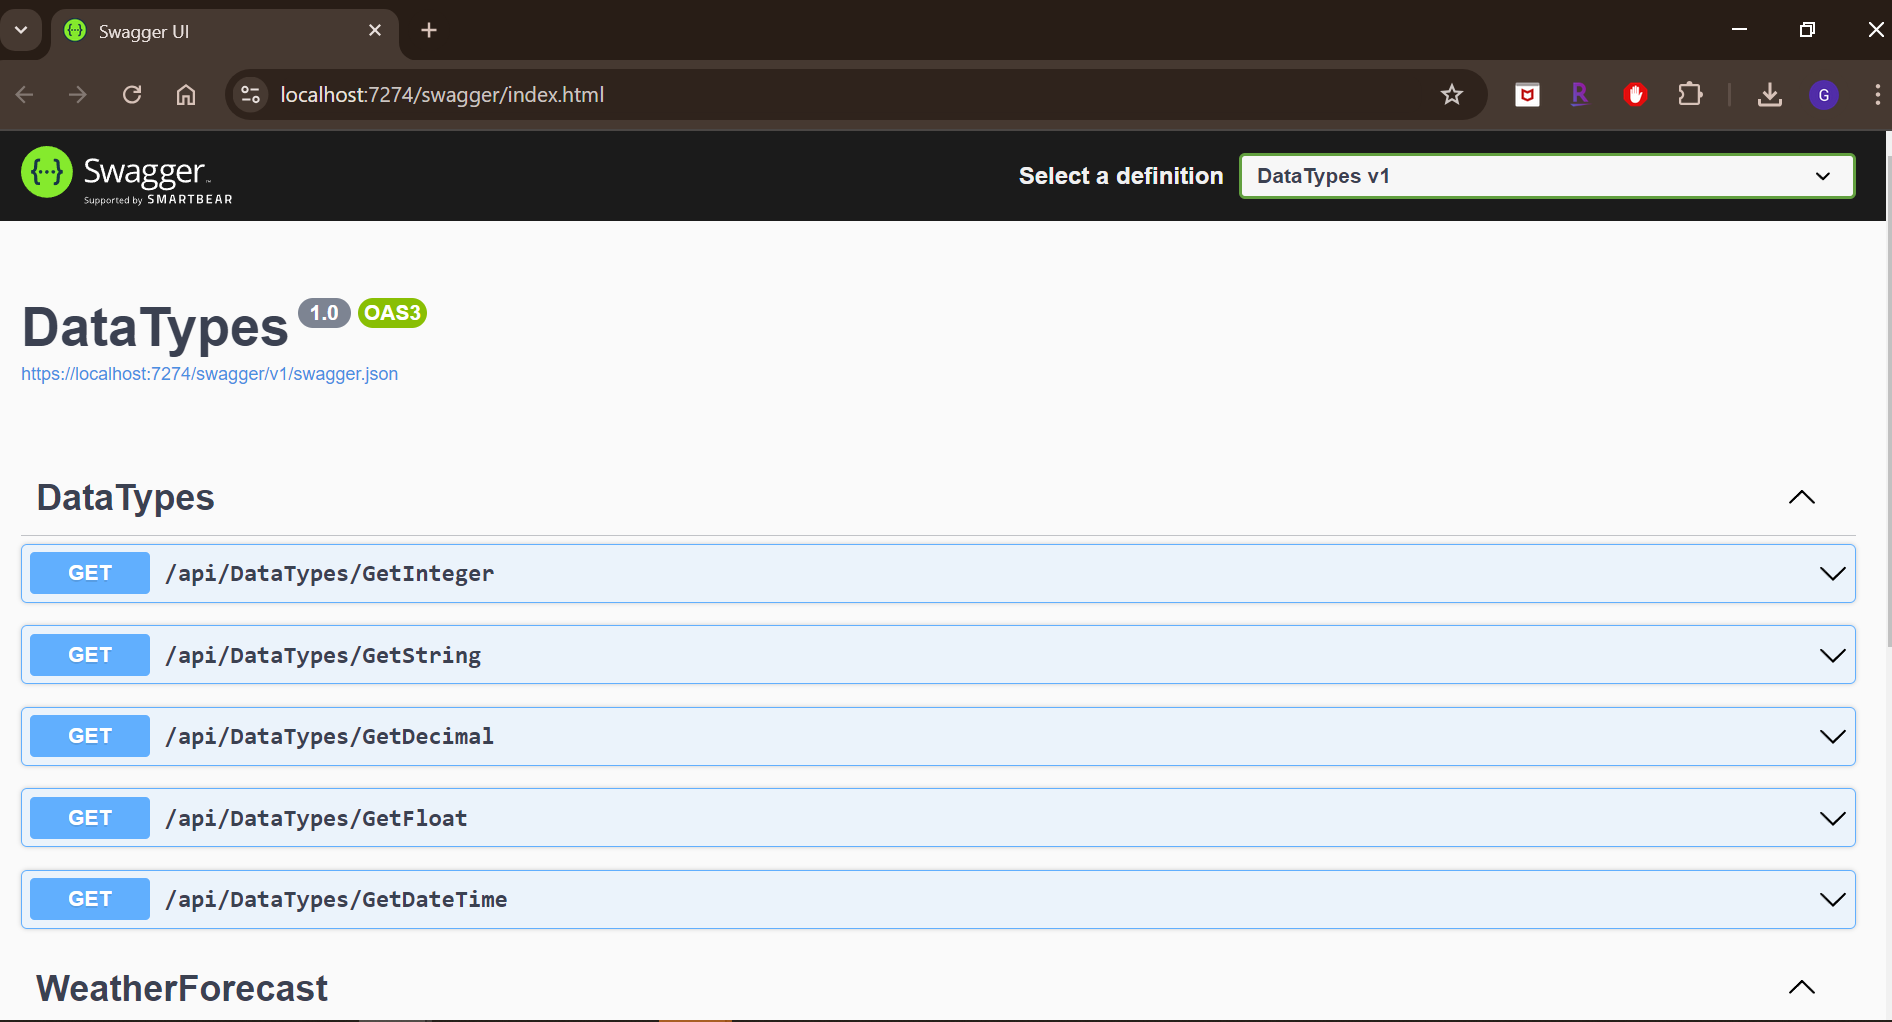 Swagger UI
localhost:7274/swagger/index.html
G
Swagger™
Supported by SMARTBEAR
Select a definition
DataTypes v1
DataTypes 1.0 OAS3
https://localhost:7274/swagger/v1/swagger.json
DataTypes
GET /api/DataTypes/GetInteger
GET /api/DataTypes/GetString
GET /api/DataTypes/GetDecimal
GET /api/DataTypes/GetFloat
GET /api/DataTypes/GetDateTime
WeatherForecast